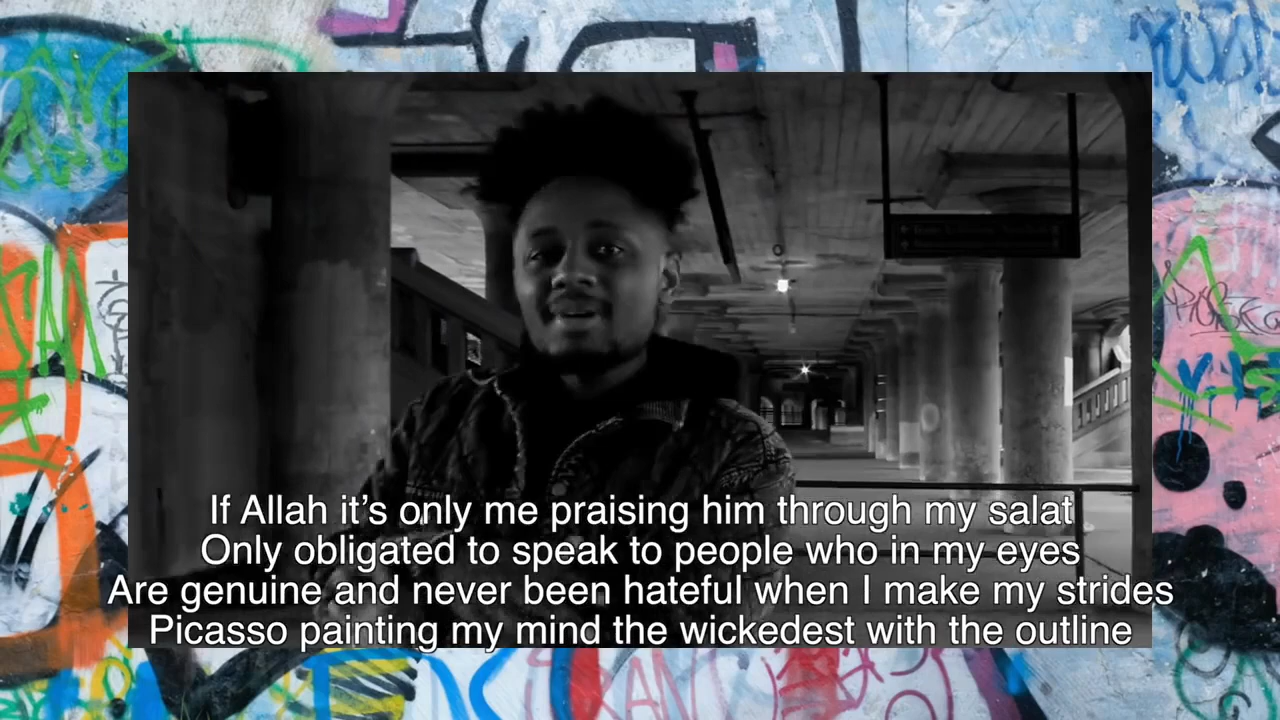 If Allah it’s only me praising him through my salat
Only obligated to speak to people who in my eyes
Are genuine and never been hateful when I make my strides
Picasso painting my mind the wickedest with the outline